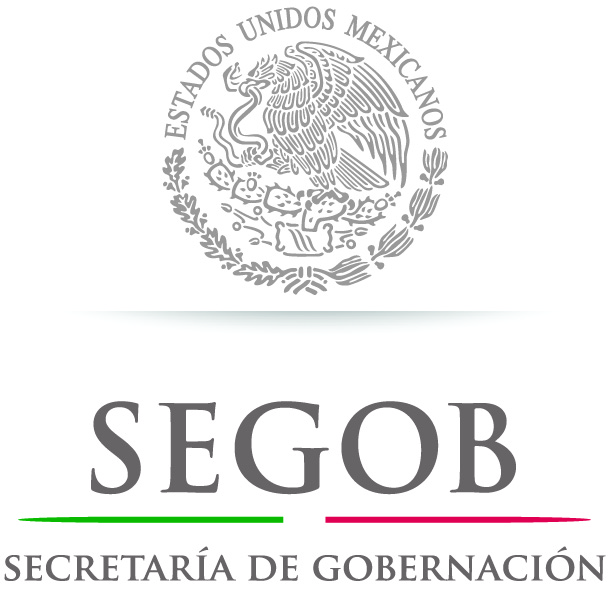 ESTADOS UNIDOS MEXICANOS
SEGOB
SECRETARÍA DE GOBERNACIÓN